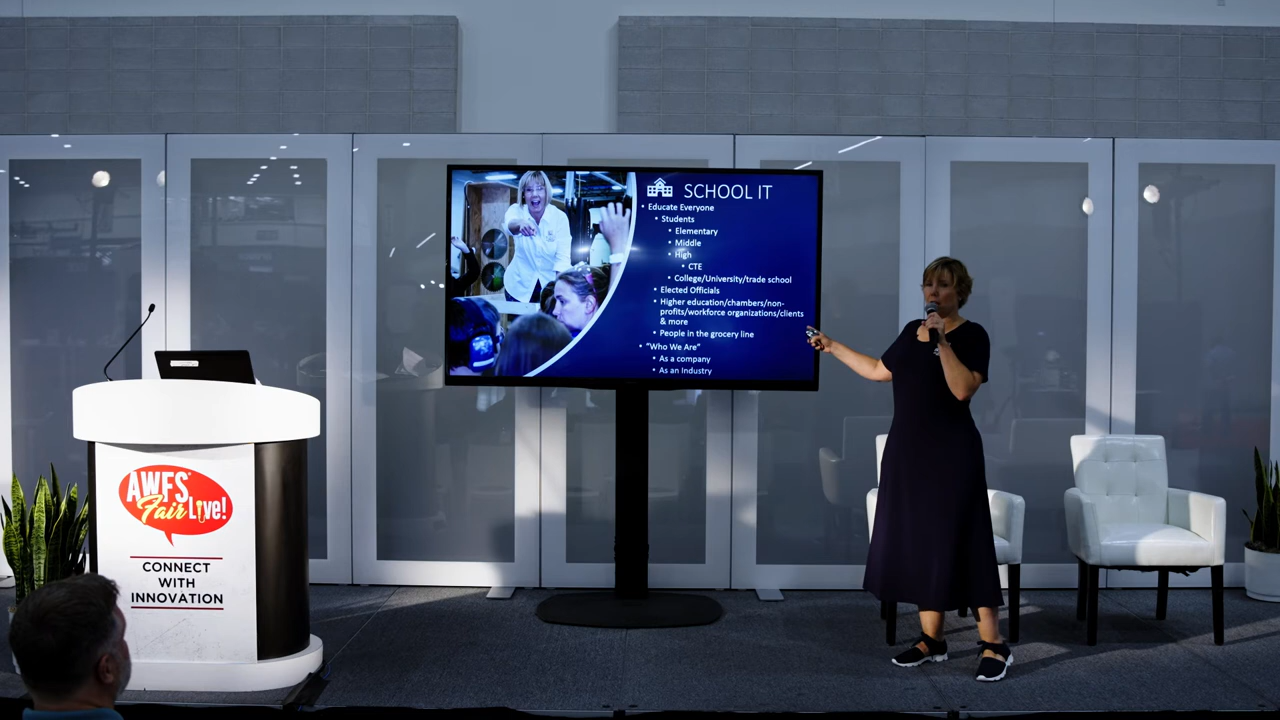 SCHOOL IT
• Educate Everyone
• Students
• Elementary
• Middle
• High
• CTE
• College/University/trade school
• Elected Officials
• Higher education/chambers/non-
profits/workforce organizations/clients
& more
• People in the grocery line
• "Who We Are"
• As a company
• As an Industry
AWFS®
Fair Live!
CONNECT
WITH
INNOVATION